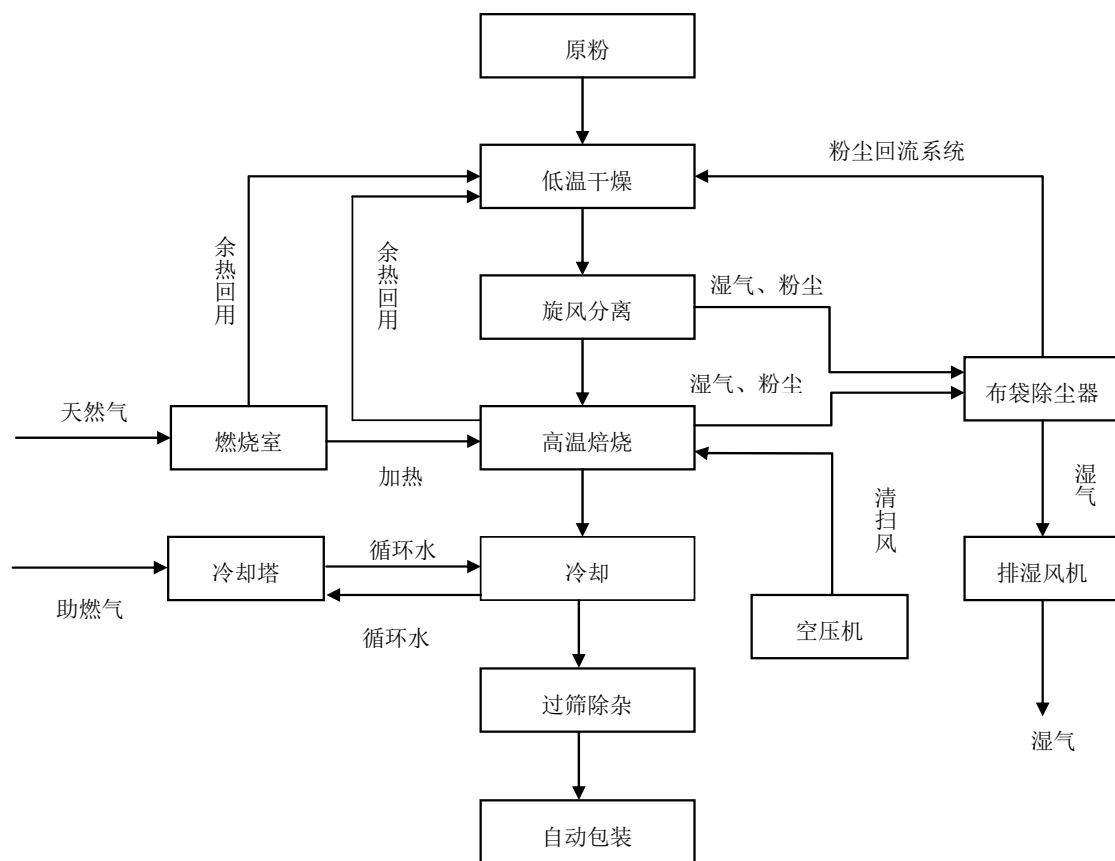 原粉
粉尘回流系统
低温干燥
余热回用
余热回用
湿气、粉尘
旋风分离
湿气、粉尘
布袋除尘器
天然气
燃烧室
高温焙烧
加热
湿气
清扫风
循环水
冷却塔
冷却
排湿风机
助燃气
循环水
空压机
过筛除杂
湿气
自动包装